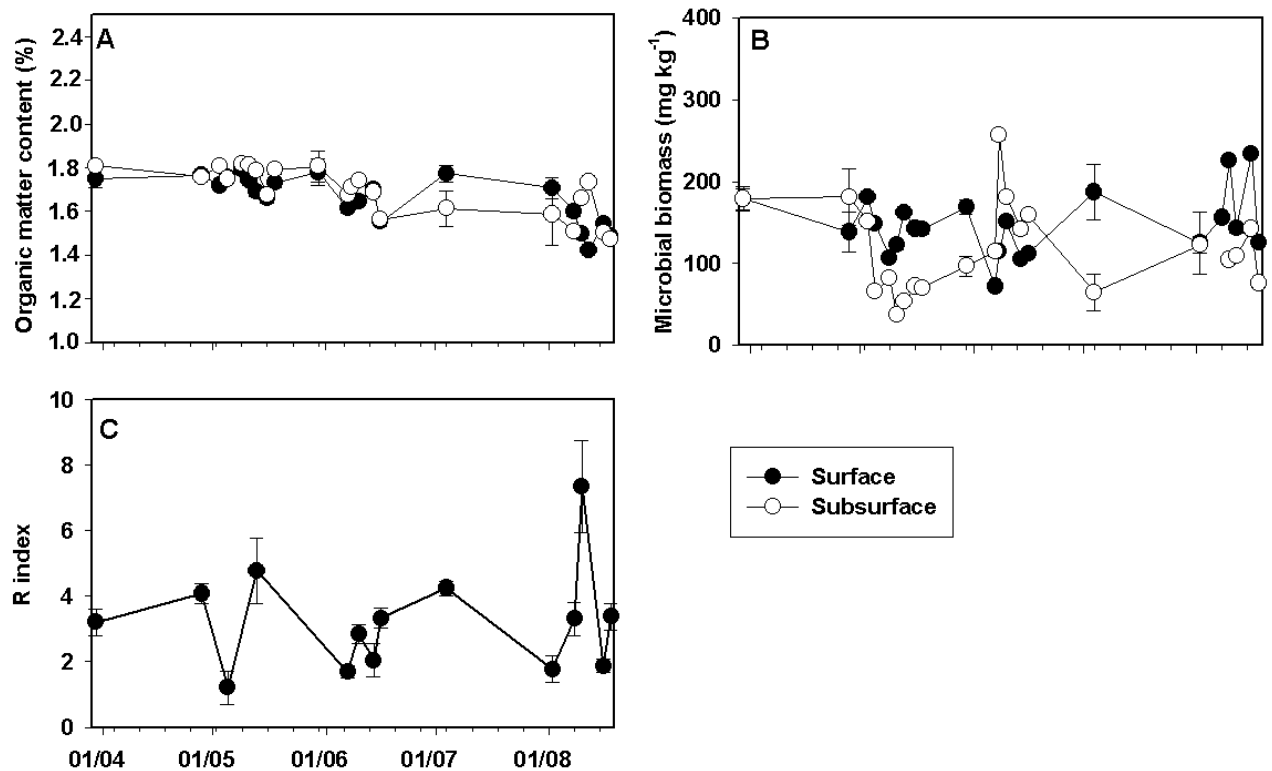 A
Organic matter content (%)
2.4
2.2
2.0
1.8
1.6
1.4
1.2
1.0
B
Microbial biomass (mg kg⁻¹)
400
300
200
100
0
C
R index
10
8
6
4
2
0
01/04 01/05 01/06 01/07 01/08
Surface
Subsurface